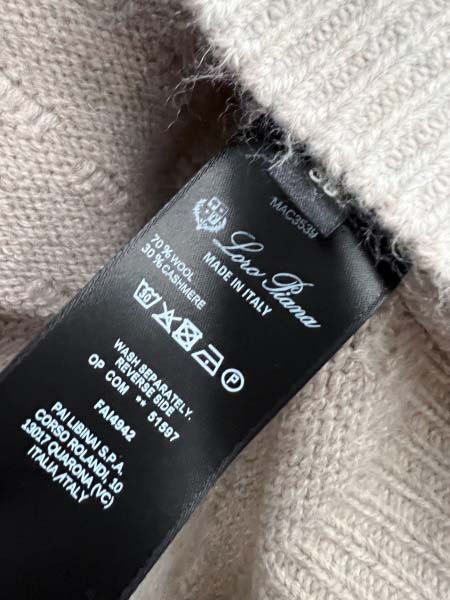 MAC3539
Loro Piana
MADE IN ITALY
70% WOOL
30% CASHMERE
30
P
WASH SEPARATELY.
REVERSE SIDE
OP COM ** 51597
FAI4942
PAI LIBINAI S.P.A.
CORSO ROLANDI, 10
13017 QUARONA (VC)
ITALIA /ITALY